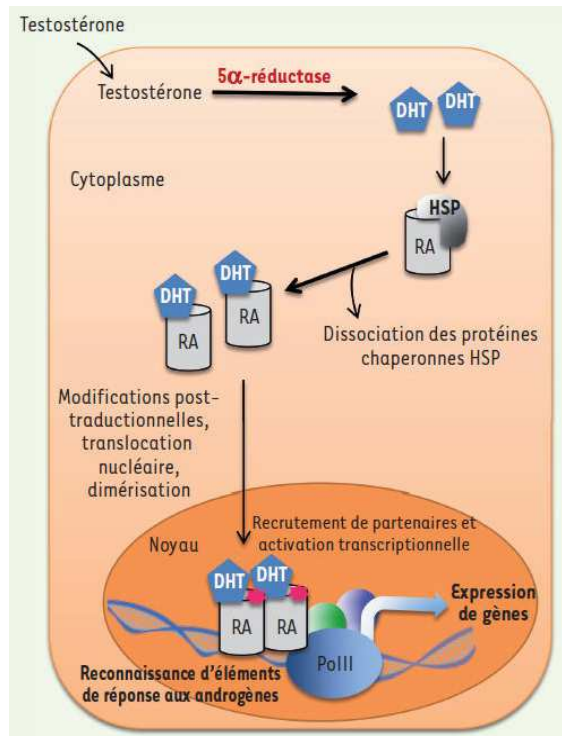 Testostérone
Testostérone
5α-réductase
DHT
DHT
Cytoplasme
HSP
RA
DHT
RA
DHT
RA
Dissociation des protéines
chaperonnes HSP
Modifications post-
traductionnelles,
translocation
nucléaire,
dimérisation
Noyau
Recrutement de partenaires et
activation transcriptionnelle
DHT
DHT
RA
RA
PolII
Expression
de gènes
Reconnaissance d’éléments
de réponse aux androgènes